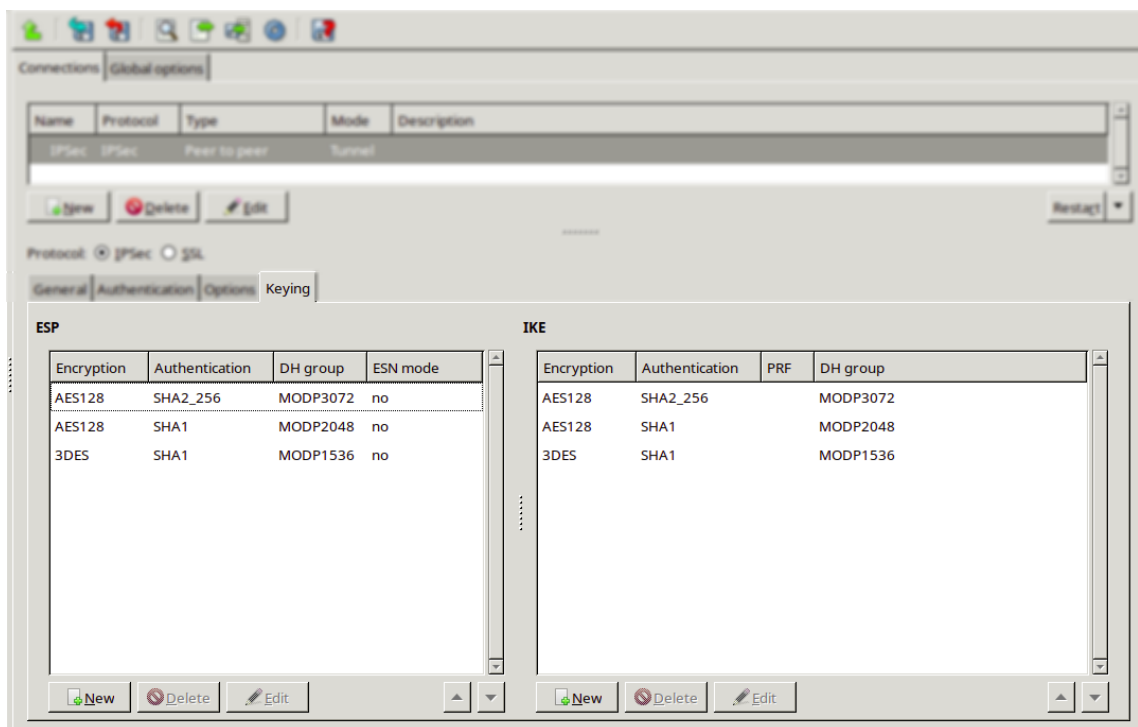 Connections Global options
Name Protocol Type Mode Description
IPSec IPSec Peer to peer Tunnel
New Delete Edit Restart
Protocol: IPSec SSL
General Authentication Options Keying
ESP
Encryption Authentication DH group ESN mode
AES128 SHA2_256 MODP3072 no
AES128 SHA1 MODP2048 no
3DES SHA1 MODP1536 no
New Delete Edit
IKE
Encryption Authentication PRF DH group
AES128 SHA2_256 MODP3072
AES128 SHA1 MODP2048
3DES SHA1 MODP1536
New Delete Edit